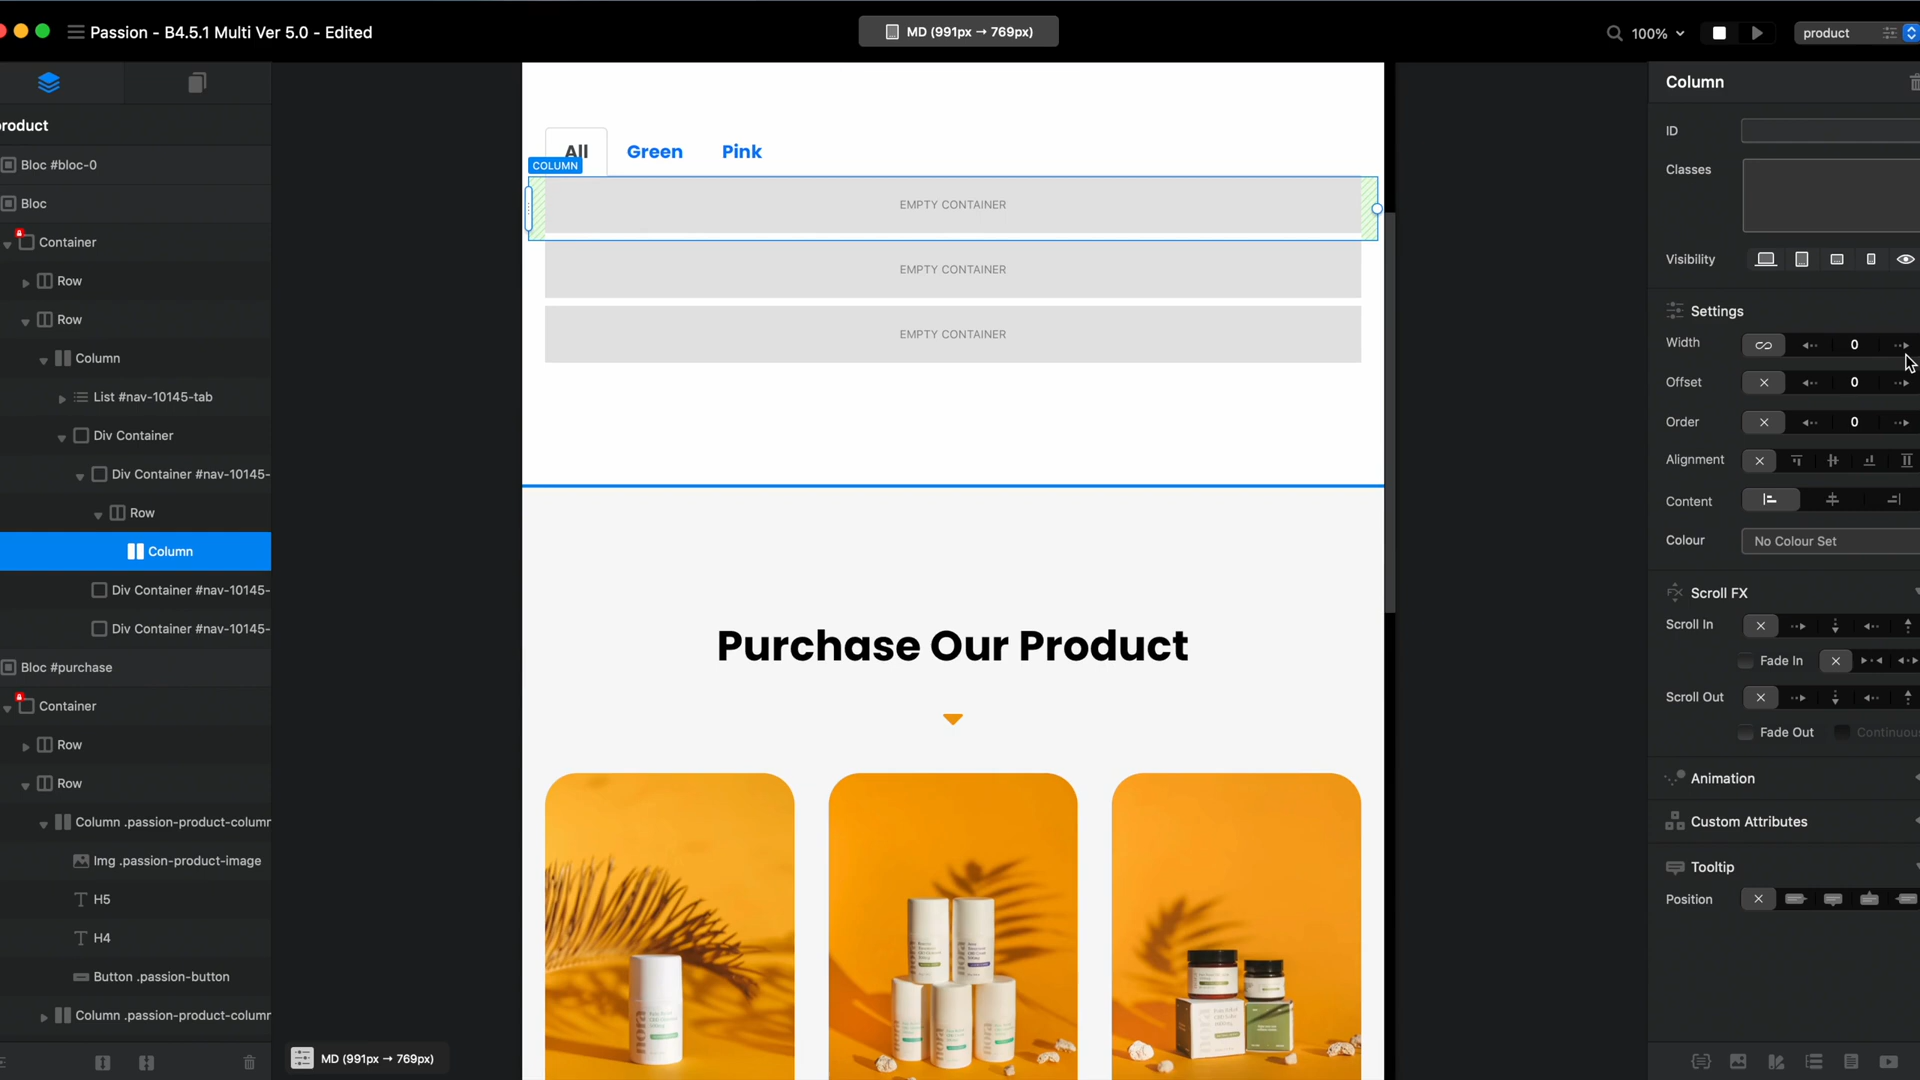 Passion - B4.5.1 Multi Ver 5.0 - Edited
MD (991px → 769px)
100%
product
roduct
Bloc #bloc-0
Bloc
Container
Row
Row
Column
List #nav-10145-tab
Div Container
Div Container #nav-10145-
Row
Column
Div Container #nav-10145-
Div Container #nav-10145-
Bloc #purchase
Container
Row
Row
Column .passion-product-column
Img .passion-product-image
H5
H4
Button .passion-button
Column .passion-product-column
MD (991px → 769px)
All
Green
Pink
COLUMN
EMPTY CONTAINER
EMPTY CONTAINER
EMPTY CONTAINER
Purchase Our Product
Column
ID
Classes
Visibility
Settings
Width
0
Offset
0
Order
0
Alignment
Content
Colour
No Colour Set
Scroll FX
Scroll In
Fade In
Scroll Out
Fade Out
Continuous
Animation
Custom Attributes
Tooltip
Position